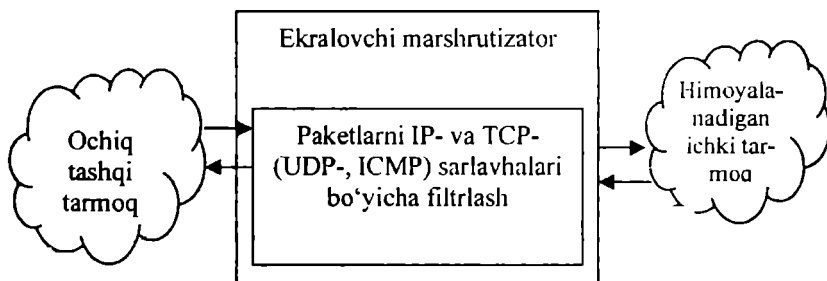 Ekralovchi marshrutizator
Ochiq
tashqi
tarmoq
Paketlarni IP- va TCP-
(UDP-, ICMP) sarlavhalari
bo‘yicha filtrlash
Himoyala-
nadigan
ichki tar-
moq